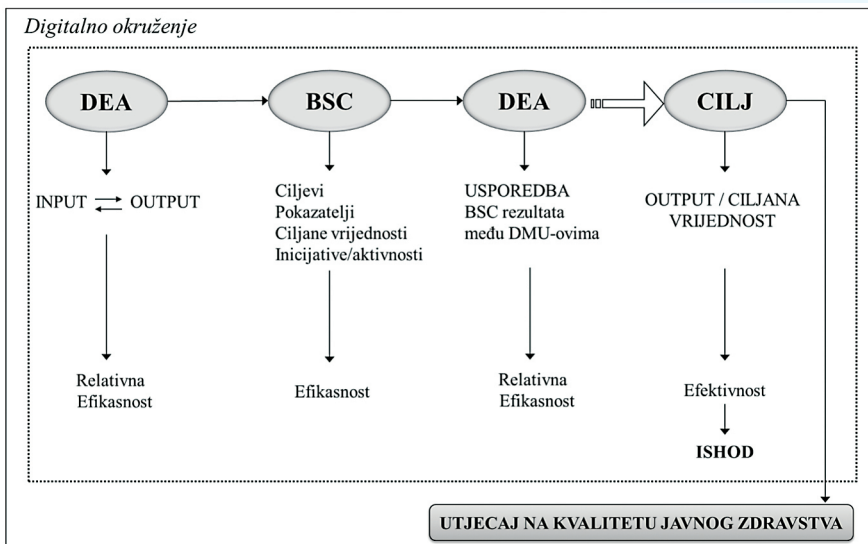 Digitalno okruženje
DEA
BSC
DEA
CILJ
INPUT OUTPUT
Ciljevi
Pokazatelji
Ciljane vrijednosti
Inicijative/aktivnosti
USPOREDBA
BSC rezultata
među DMU-ovima
OUTPUT / CILJANA
VRIJEDNOST
Relativna
Efikasnost
Efikasnost
Relativna
Efikasnost
Efektivnost
ISHOD
UTJECAJ NA KVALITETU JAVNOG ZDRAVSTVA